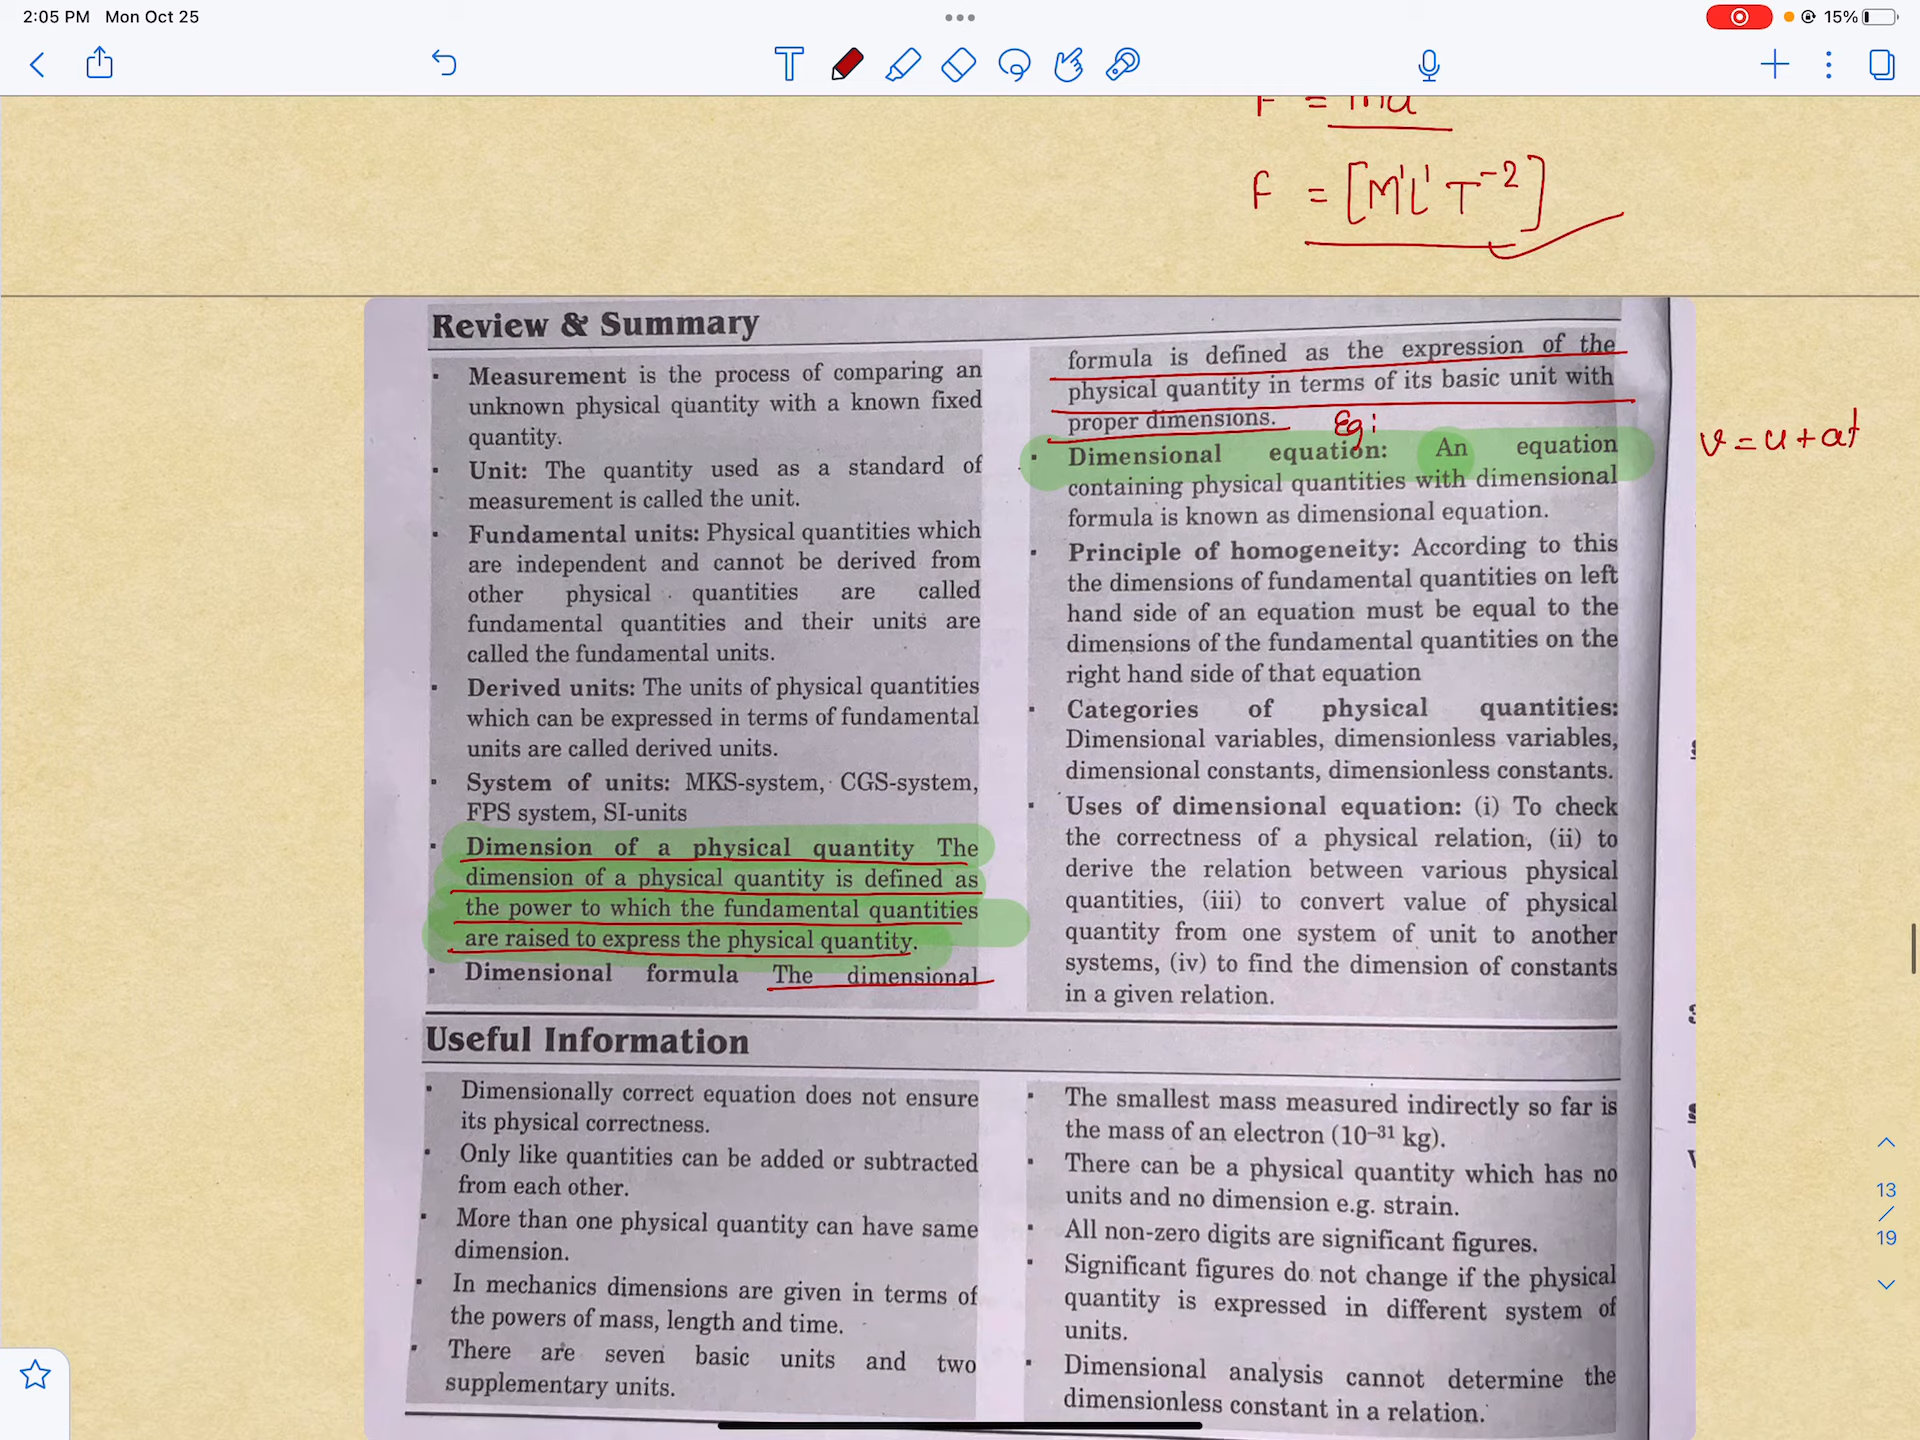 2:05 PM Mon Oct 25
15%
F = ma
F = [M¹L¹T⁻²]
Review & Summary
Measurement is the process of comparing an
unknown physical quantity with a known fixed
quantity.
Unit: The quantity used as a standard of
measurement is called the unit.
Fundamental units: Physical quantities which
are independent and cannot be derived from
other physical quantities are called
fundamental quantities and their units are
called the fundamental units.
Derived units: The units of physical quantities
which can be expressed in terms of fundamental
units are called derived units.
System of units: MKS-system, CGS-system,
FPS system, SI-units
Dimension of a physical quantity The
dimension of a physical quantity is defined as
the power to which the fundamental quantities
are raised to express the physical quantity.
Dimensional formula The dimensional
formula is defined as the expression of the
physical quantity in terms of its basic unit with
proper dimensions.
Eg:
Dimensional equation: An equation
containing physical quantities with dimensional
formula is known as dimensional equation.
v = u + at
Principle of homogeneity: According to this
the dimensions of fundamental quantities on left
hand side of an equation must be equal to the
dimensions of the fundamental quantities on the
right hand side of that equation
Categories of physical quantities:
Dimensional variables, dimensionless variables,
dimensional constants, dimensionless constants.
Uses of dimensional equation: (i) To check
the correctness of a physical relation, (ii) to
derive the relation between various physical
quantities, (iii) to convert value of physical
quantity from one system of unit to another
systems, (iv) to find the dimension of constants
in a given relation.
Useful Information
Dimensionally correct equation does not ensure
its physical correctness.
Only like quantities can be added or subtracted
from each other.
More than one physical quantity can have same
dimension.
In mechanics dimensions are given in terms of
the powers of mass, length and time.
There are seven basic units and two
supplementary units.
The smallest mass measured indirectly so far is
the mass of an electron (10⁻³¹ kg).
There can be a physical quantity which has no
units and no dimension e.g. strain.
All non-zero digits are significant figures.
Significant figures do not change if the physical
quantity is expressed in different system of
units.
Dimensional analysis cannot determine the
dimensionless constant in a relation.
13
/
19